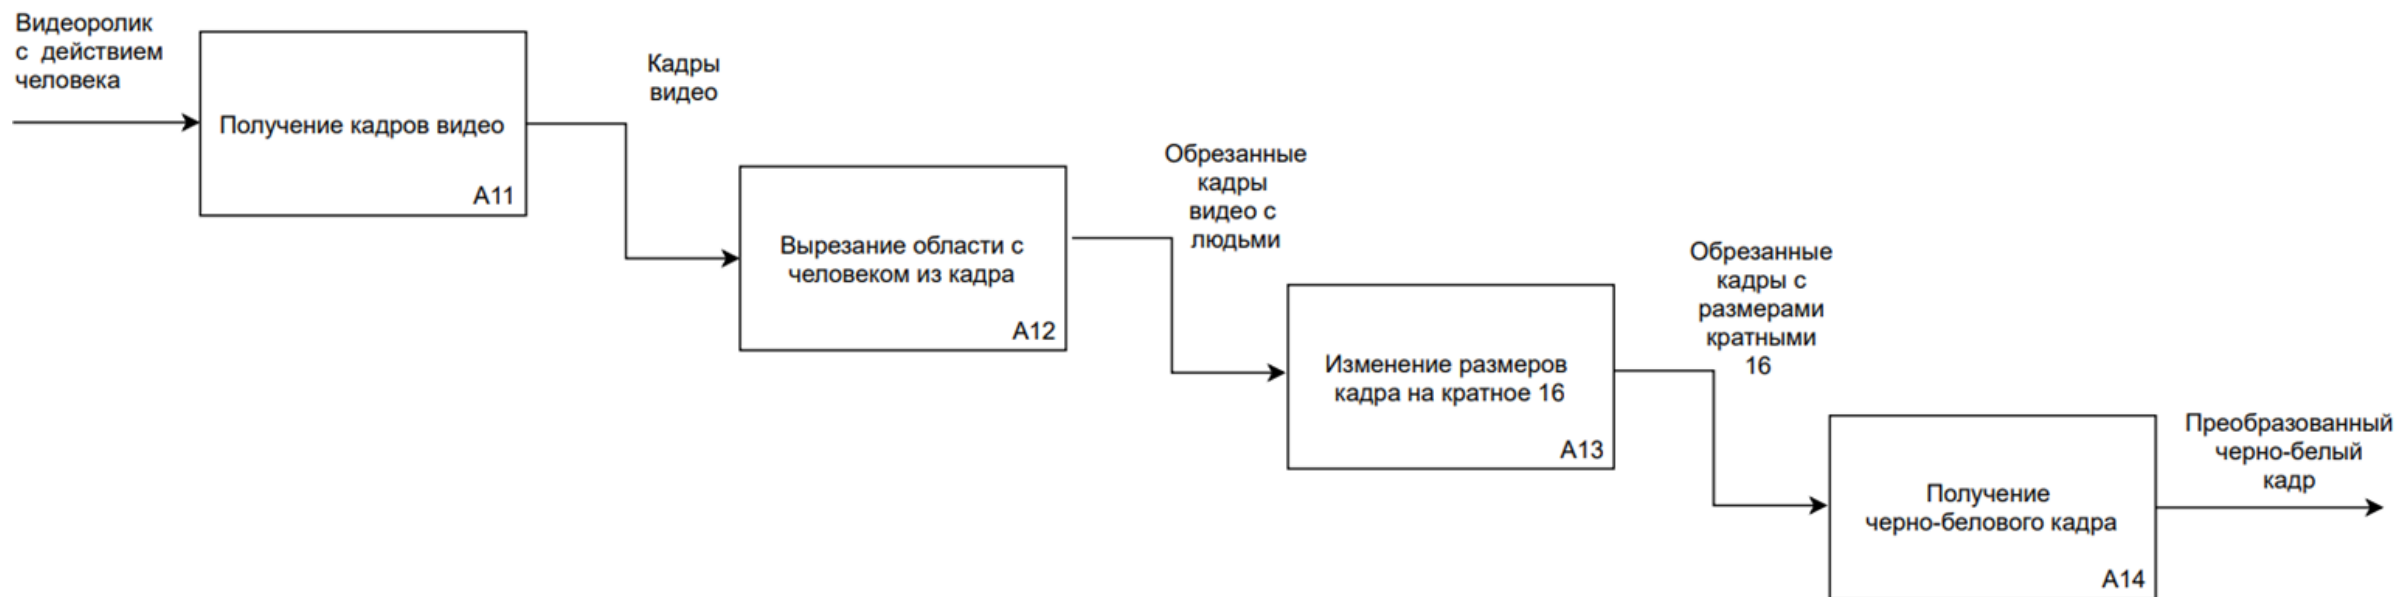 Видеоролик
с действием
человека
Получение кадров видео
A11
Кадры
видео
Вырезание области с
человеком из кадра
A12
Обрезанные
кадры
видео с
людьми
Изменение размеров
кадра на кратное 16
A13
Обрезанные
кадры с
размерами
кратными
16
Получение
черно-белового кадра
A14
Преобразованный
черно-белый
кадр